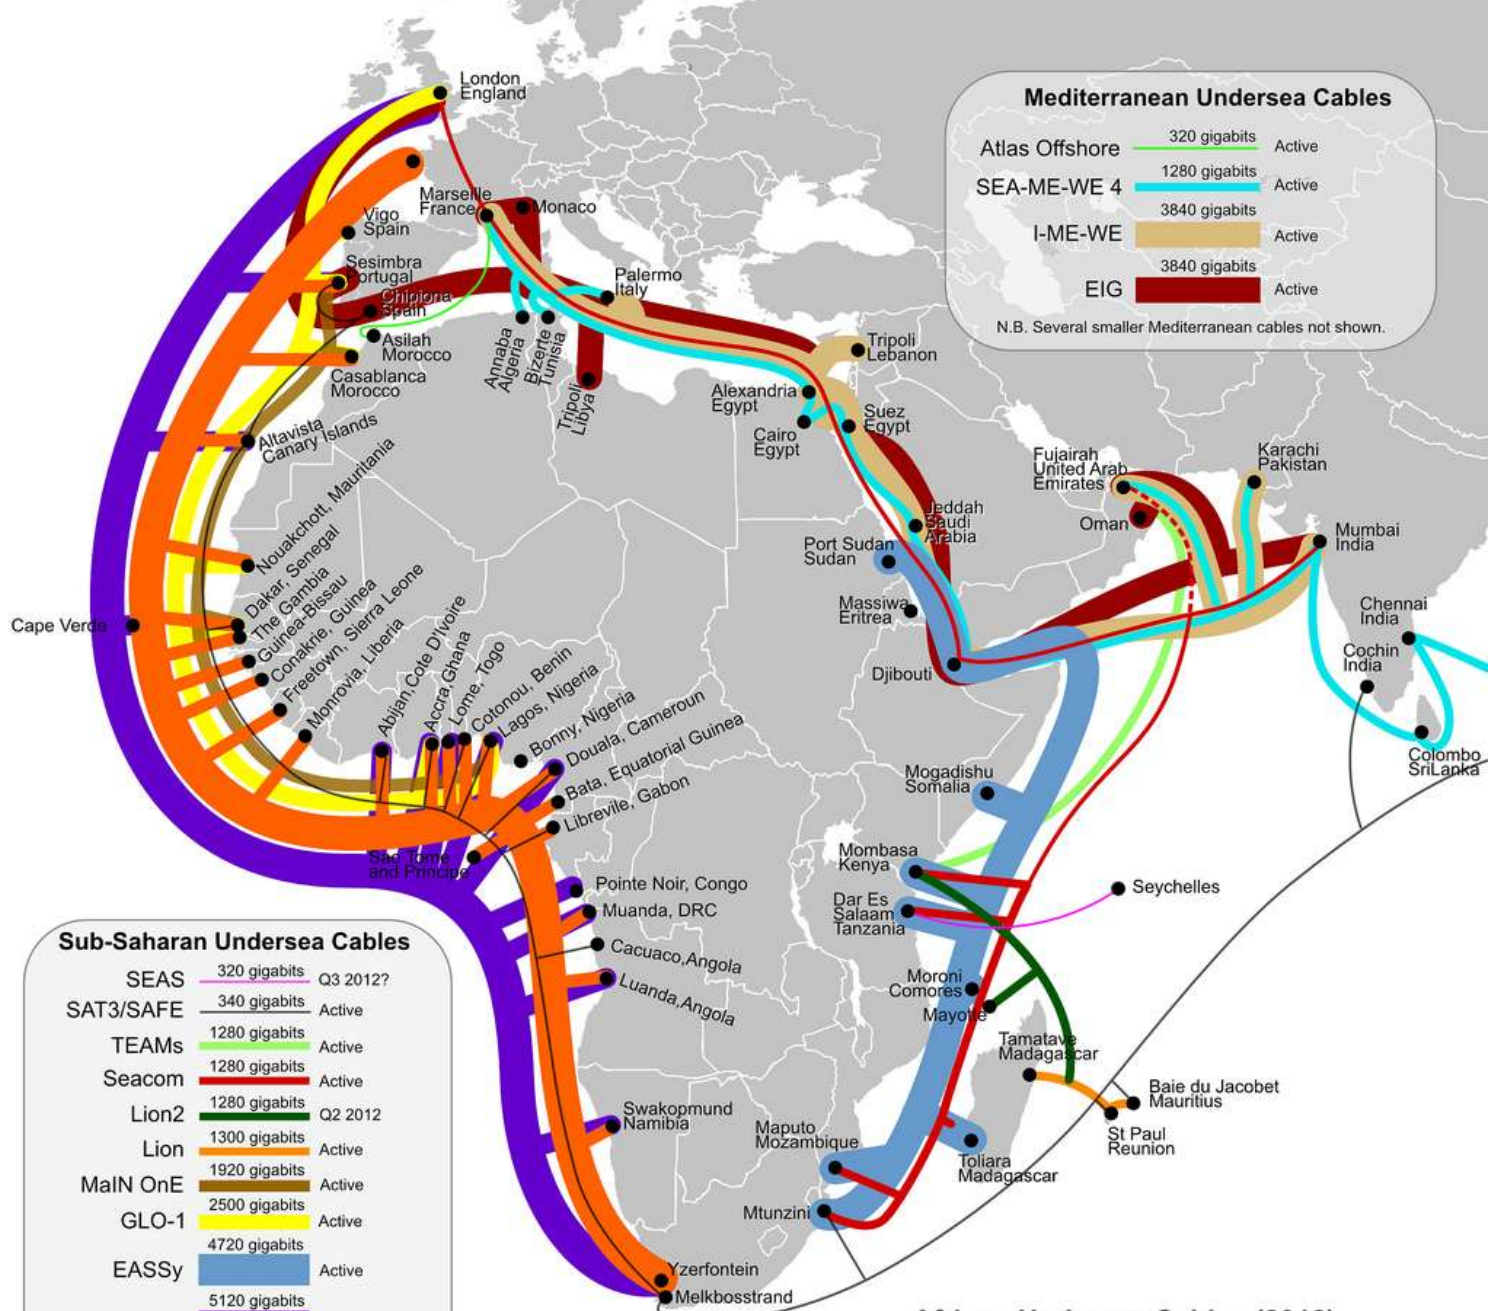 London
England
Marseille
France
Monaco
Vigo
Spain
Sesimbra
Portugal
Chipiona
Spain
Asilah
Morocco
Casablanca
Morocco
Palermo
Italy
Annaba
Algeria
Bizerte
Tunisia
Tripoli
Libya
Tripoli
Lebanon
Alexandria
Egypt
Cairo
Egypt
Suez
Egypt
Altavista
Canary Islands
Mediterranean Undersea Cables
Atlas Offshore 320 gigabits Active
SEA-ME-WE 4 1280 gigabits Active
I-ME-WE 3840 gigabits Active
EIG 3840 gigabits Active
N.B. Several smaller Mediterranean cables not shown.
Fujairah
United Arab
Emirates
Oman
Karachi
Pakistan
Mumbai
India
Jeddah
Saudi
Arabia
Port Sudan
Sudan
Massiwa
Eritrea
Djibouti
Chennai
India
Cochin
India
Colombo
SriLanka
Cape Verde
Nouakchott, Mauritania
Dakar, Senegal
The Gambia
Guinea-Bissau
Conakrie, Guinea
Freetown, Sierra Leone
Monrovia, Liberia
Abijan,Cote D'Ivoire
Accra,Ghana
Lome, Togo
Cotonou, Benin
Lagos, Nigeria
Bonny, Nigeria
Douala, Cameroun
Bata, Equatorial Guinea
Librevile, Gabon
Sao Tome
and Principe
Pointe Noir, Congo
Muanda, DRC
Cacuaco,Angola
Luanda,Angola
Swakopmund
Namibia
Yzerfontein
Melkbosstrand
Mogadishu
Somalia
Mombasa
Kenya
Dar Es
Salaam
Tanzania
Seychelles
Moroni
Comores
Mayotte
Tamatave
Madagascar
Baie du Jacobet
Mauritius
St Paul
Reunion
Toliara
Madagascar
Maputo
Mozambique
Mtunzini
Sub-Saharan Undersea Cables
SEAS 320 gigabits Q3 2012?
SAT3/SAFE 340 gigabits Active
TEAMs 1280 gigabits Active
Seacom 1280 gigabits Active
Lion2 1280 gigabits Q2 2012
Lion 1300 gigabits Active
MaIN OnE 1920 gigabits Active
GLO-1 2500 gigabits Active
EASSy 4720 gigabits Active
5120 gigabits